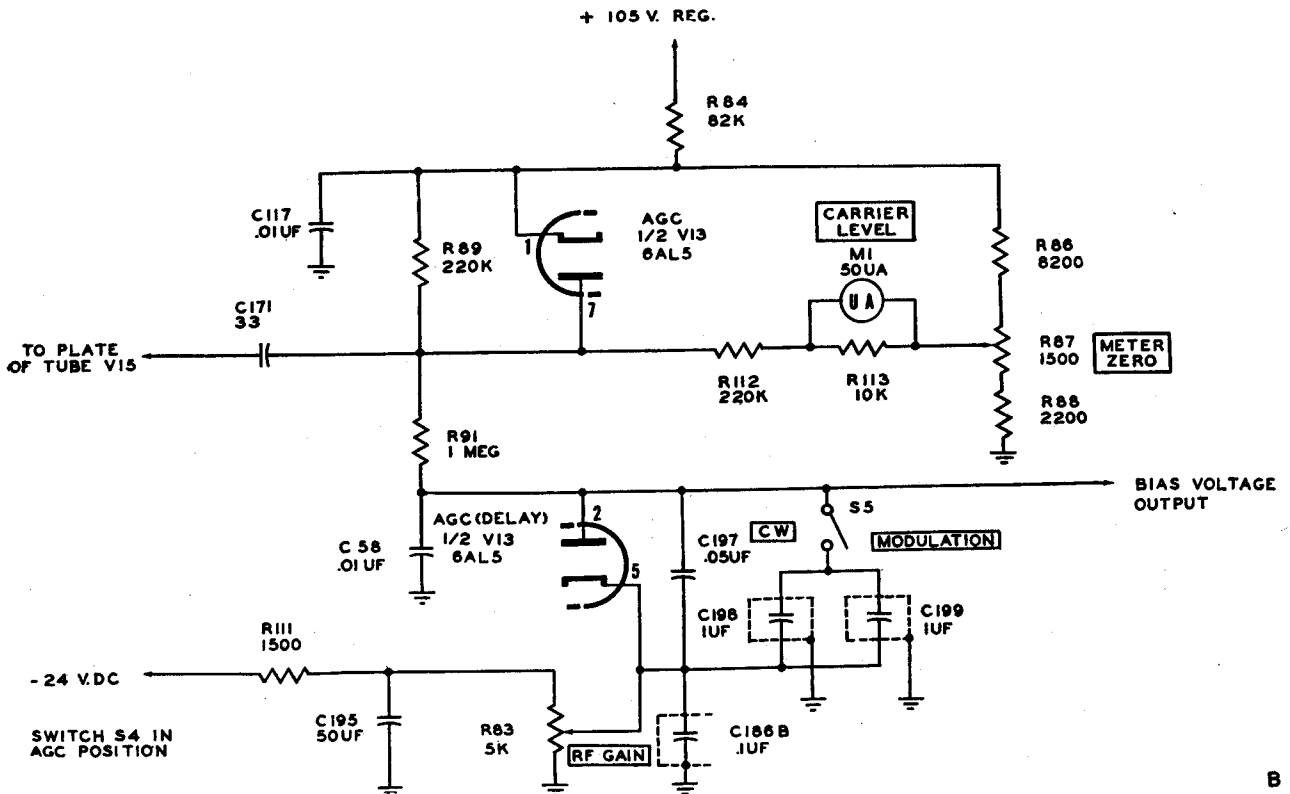 + 105 V. REG.
R84
82K
C117
.01UF
R89
220K
1
7
AGC
1/2 V13
6AL5
CARRIER
LEVEL
M1
50UA
UA
R86
8200
C171
33
TO PLATE
OF TUBE V15
R112
220K
R113
10K
R87
1500
METER
ZERO
R88
2200
R91
1 MEG
BIAS VOLTAGE
OUTPUT
AGC(DELAY)
1/2 V13
6AL5
2
5
C58
.01UF
C197
.05UF
CW
S5
MODULATION
C198
1UF
C199
1UF
R111
1500
- 24 V.DC
SWITCH S4 IN
AGC POSITION
C195
50UF
R83
5K
RF GAIN
C186B
.1UF
B